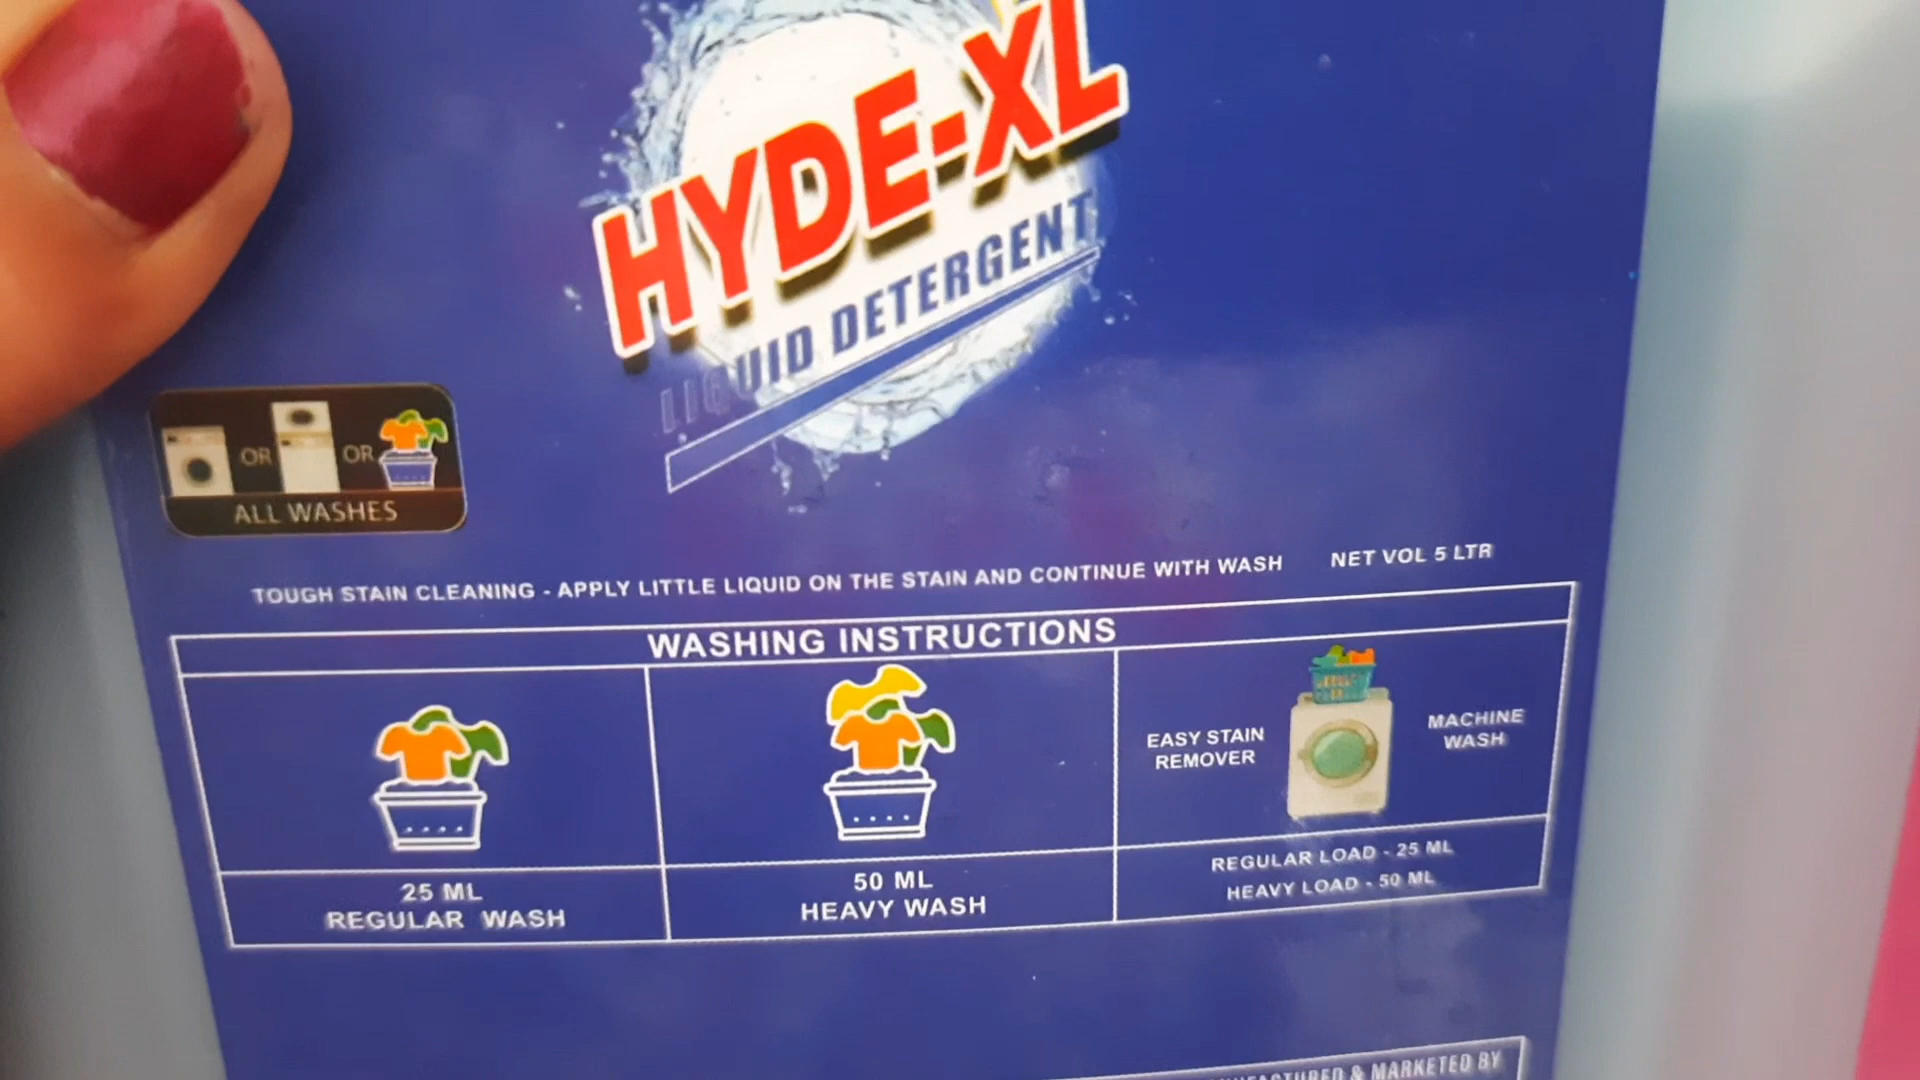 HYDE-XL
LIQUID DETERGENT
OR OR
ALL WASHES
TOUGH STAIN CLEANING - APPLY LITTLE LIQUID ON THE STAIN AND CONTINUE WITH WASH NET VOL 5 LTR
WASHING INSTRUCTIONS
EASY STAIN
REMOVER
MACHINE
WASH
25 ML
REGULAR WASH
50 ML
HEAVY WASH
REGULAR LOAD - 25 ML
HEAVY LOAD - 50 ML
& MARKETED BY